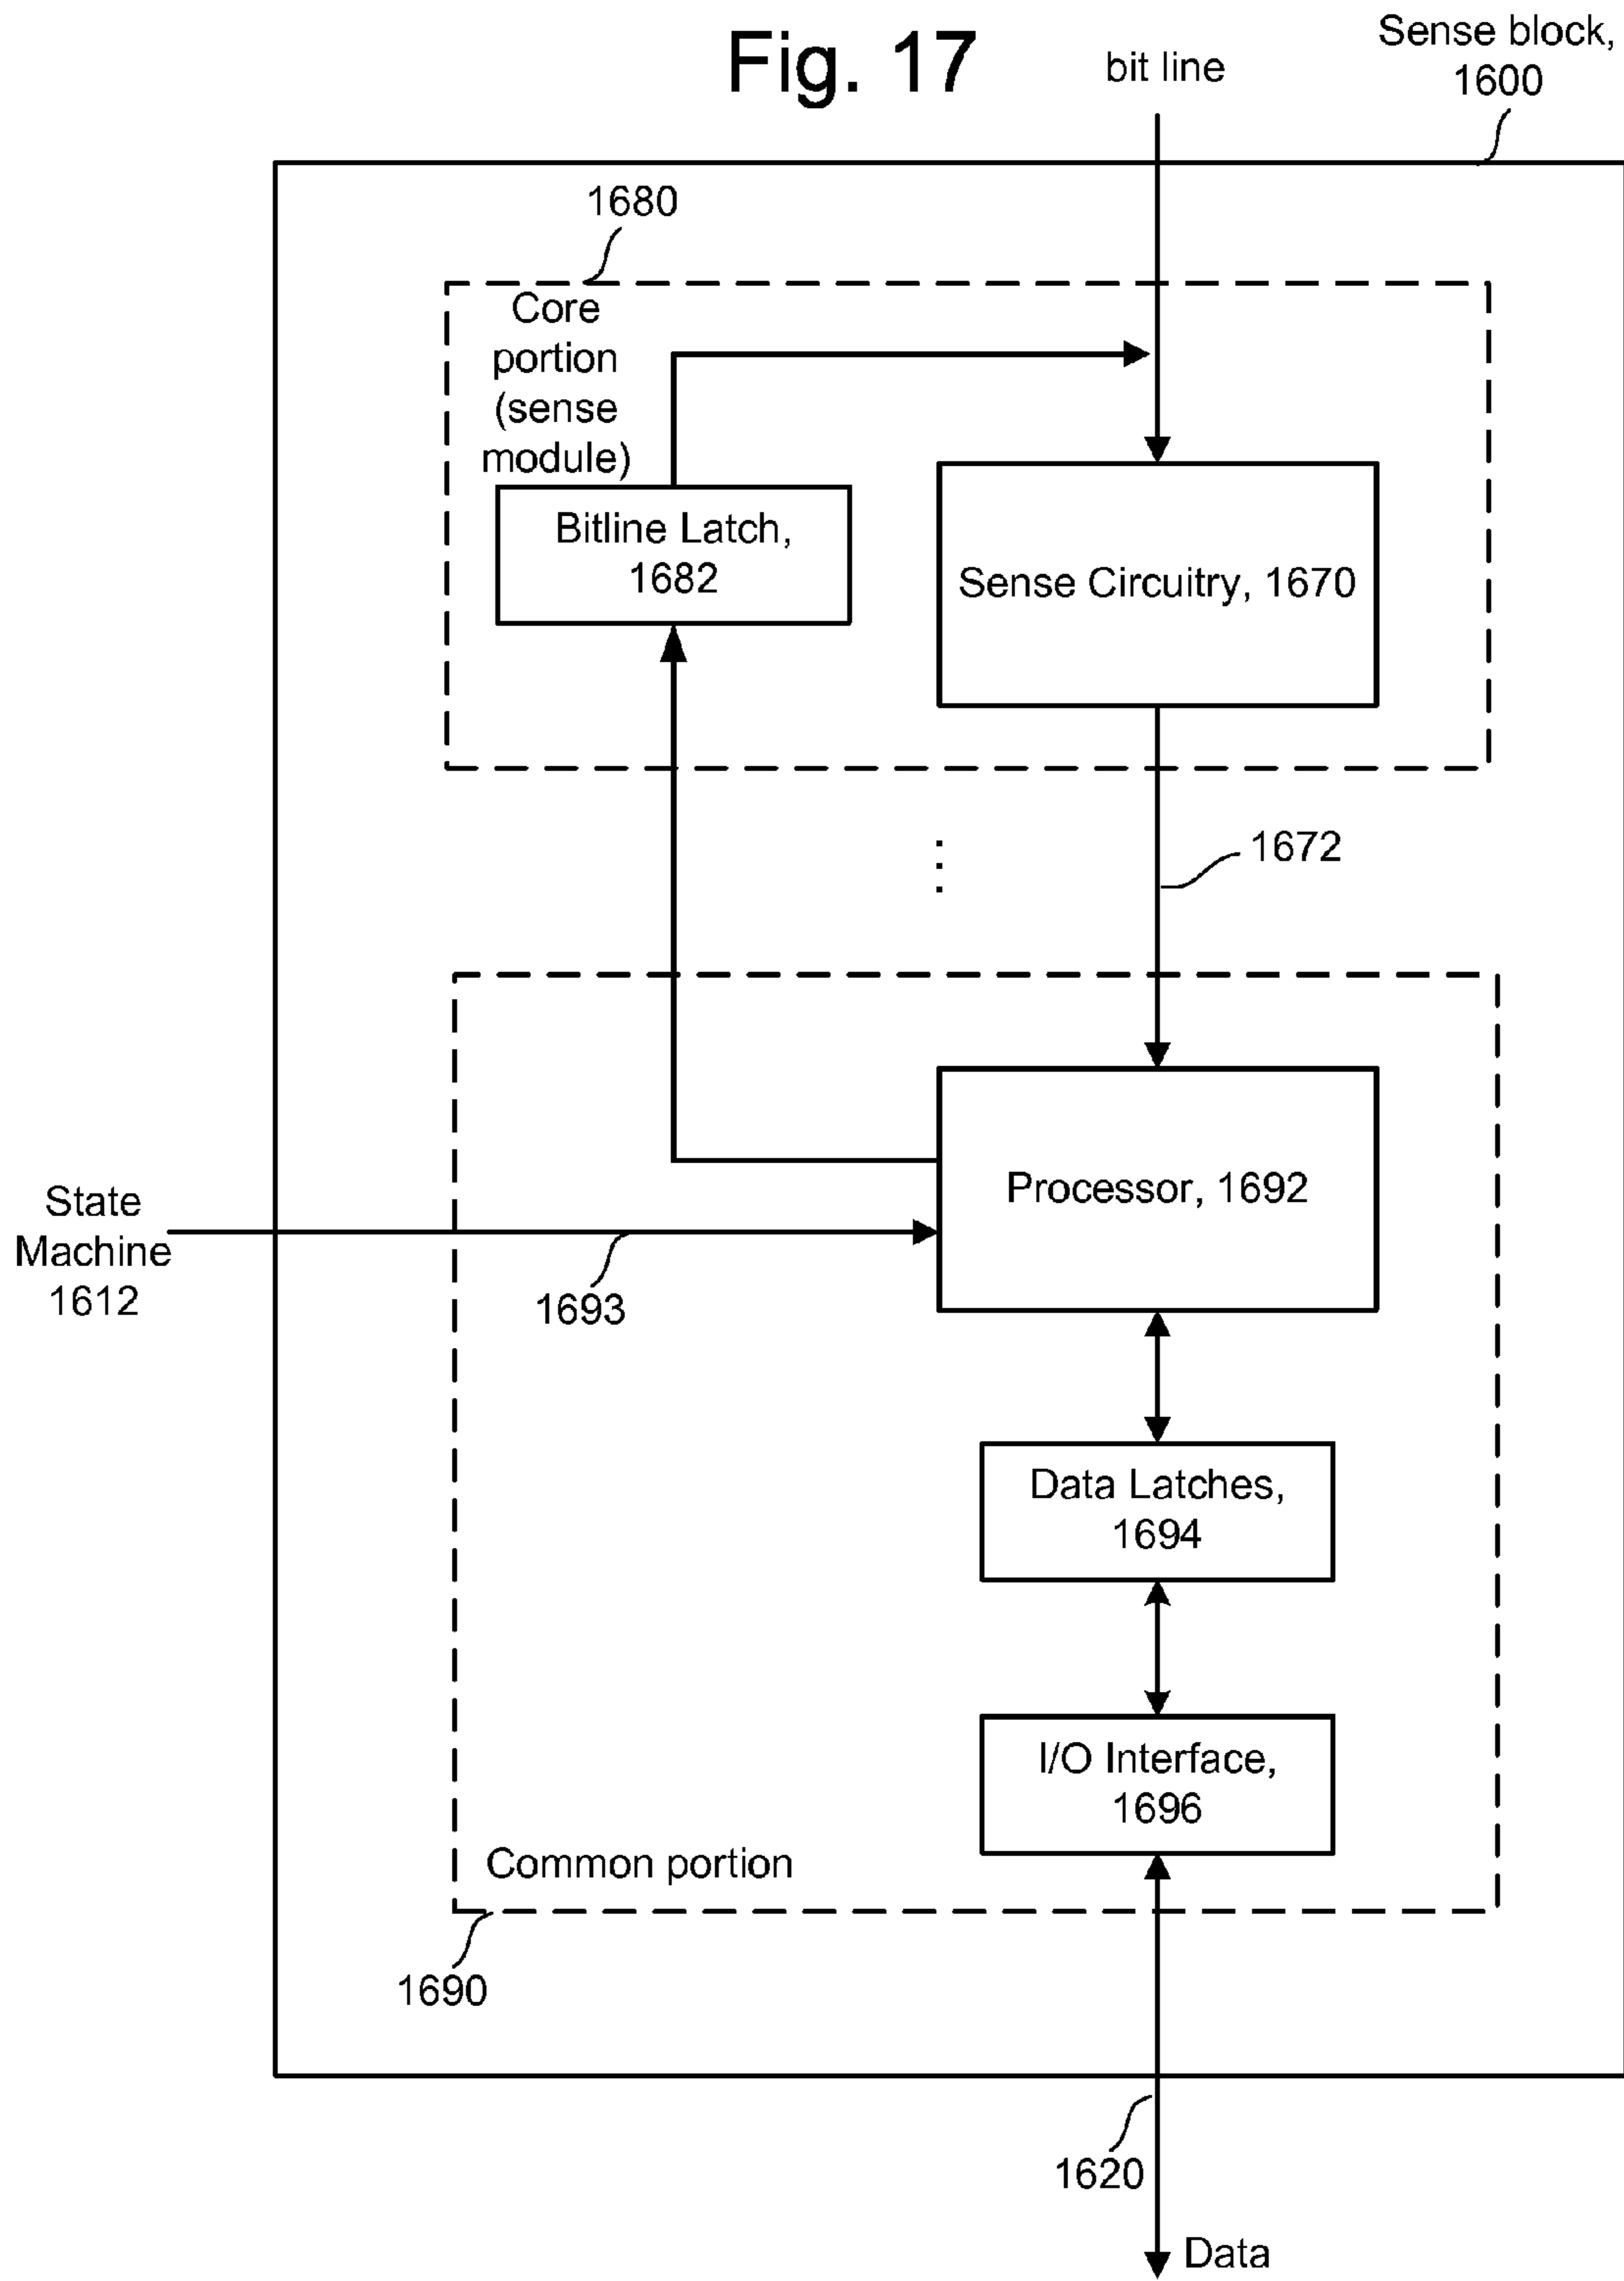 Fig. 17
bit line
Sense block,
1600
1680
Core
portion
(sense
module)
Bitline Latch,
1682
Sense Circuitry, 1670
1672
Processor, 1692
State
Machine
1612
1693
Data Latches,
1694
I/O Interface,
1696
Common portion
1690
1620
Data